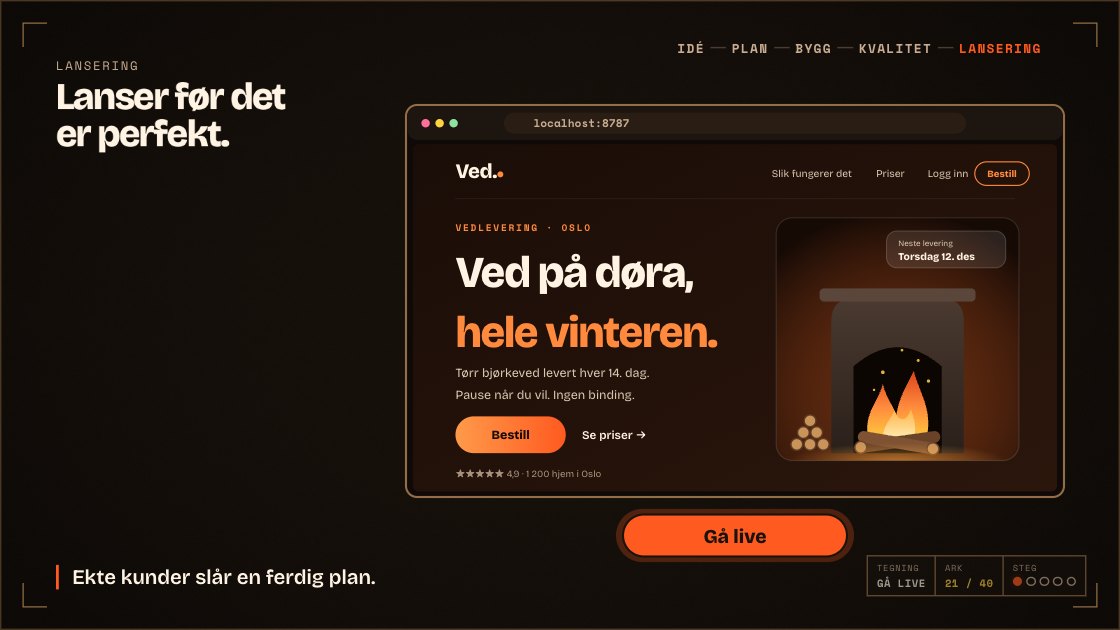 IDÉ — PLAN — BYGG — KVALITET — LANSERING
LANSERING
Lanser før det
er perfekt.
localhost:8787
Ved.
Slik fungerer det
Priser
Logg inn
Bestill
VEDLEVERING · OSLO
Ved på døra,
hele vinteren.
Tørr bjørkeved levert hver 14. dag.
Pause når du vil. Ingen binding.
Bestill
Se priser →
★★★★★ 4,9 · 1 200 hjem i Oslo
Neste levering
Torsdag 12. des
Gå live
Ekte kunder slår en ferdig plan.
TEGNING
GÅ LIVE
ARK
21 / 40
STEG